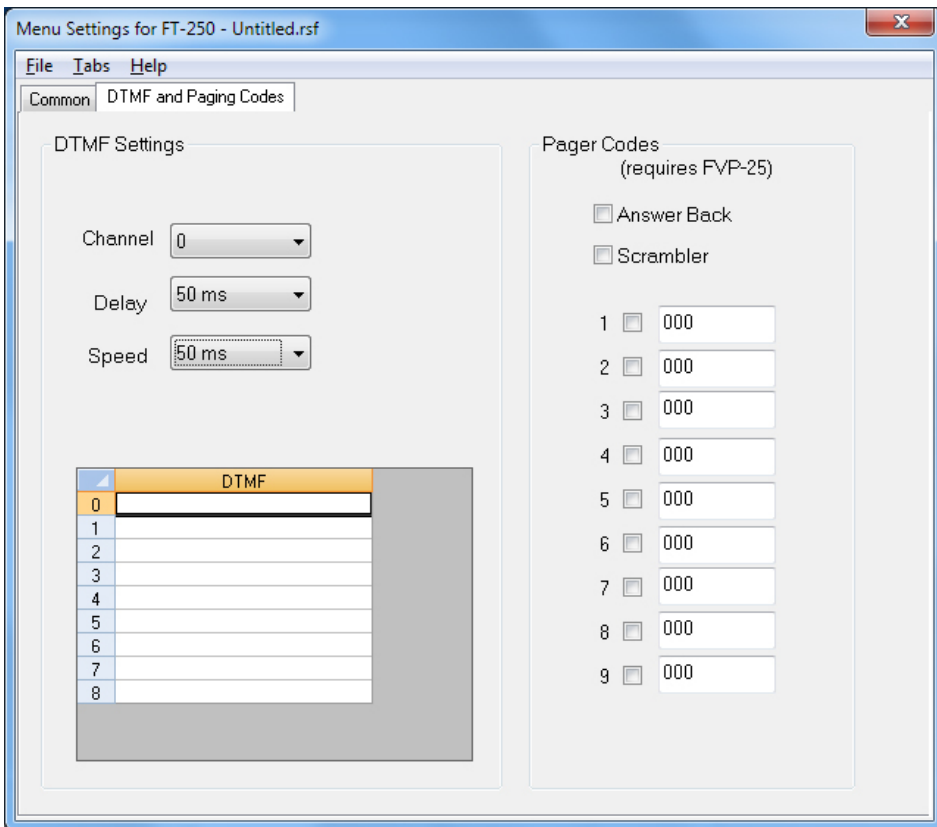 Menu Settings for FT-250 - Untitled.rsf
File Tabs Help
Common DTMF and Paging Codes
DTMF Settings
Channel 0
Delay 50 ms
Speed 50 ms
DTMF
0
1
2
3
4
5
6
7
8
Pager Codes
(requires FVP-25)
Answer Back
Scrambler
1 000
2 000
3 000
4 000
5 000
6 000
7 000
8 000
9 000